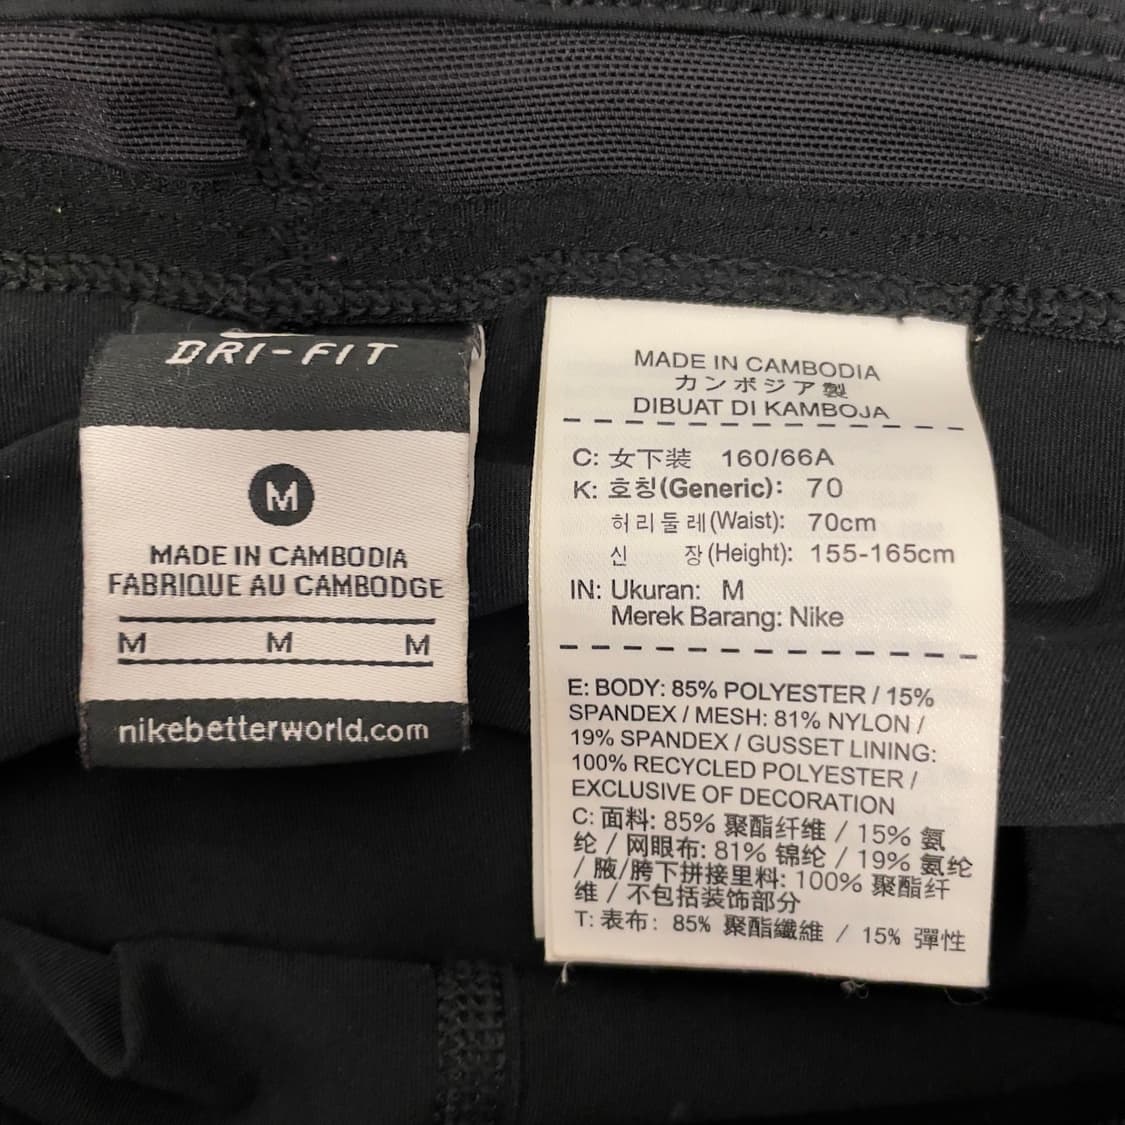 DRI-FIT
M
MADE IN CAMBODIA
FABRIQUE AU CAMBODGE
M M M
nikebetterworld.com
MADE IN CAMBODIA
カンボジア製
DIBUAT DI KAMBOJA
C: 女下装 160/66A
K: 호칭(Generic): 70
허리둘레(Waist): 70cm
신 장(Height): 155-165cm
IN: Ukuran: M
Merek Barang: Nike
E: BODY: 85% POLYESTER / 15%
SPANDEX / MESH: 81% NYLON /
19% SPANDEX / GUSSET LINING:
100% RECYCLED POLYESTER /
EXCLUSIVE OF DECORATION
C: 面料: 85% 聚酯纤维 / 15% 氨
纶 / 网眼布: 81% 锦纶 / 19% 氨纶
/ 腋/胯下拼接里料: 100% 聚酯纤
维 / 不包括装饰部分
T: 表布: 85% 聚酯纖維 / 15% 彈性